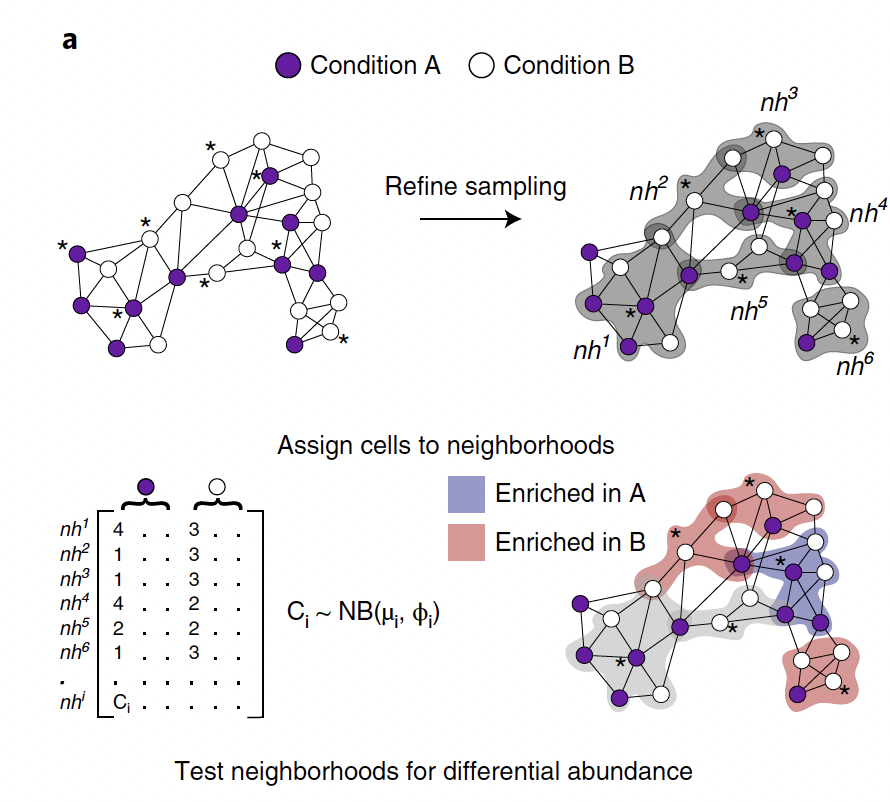 a
Condition A
Condition B
Refine sampling
nh¹
nh²
nh³
nh⁴
nh⁵
nh⁶
* * * * * * * *
* * * * * *
Assign cells to neighborhoods
nh¹ 4 . . 3 . .
nh² 1 . . 3 . .
nh³ 1 . . 3 . .
nh⁴ 4 . . 2 . .
nh⁵ 2 . . 2 . .
nh⁶ 1 . . 3 . .
. . . . . . .
nhⁱ Cᵢ . . . . .
Cᵢ ~ NB(μᵢ, ϕᵢ)
Enriched in A
Enriched in B
* * * * * *
Test neighborhoods for differential abundance